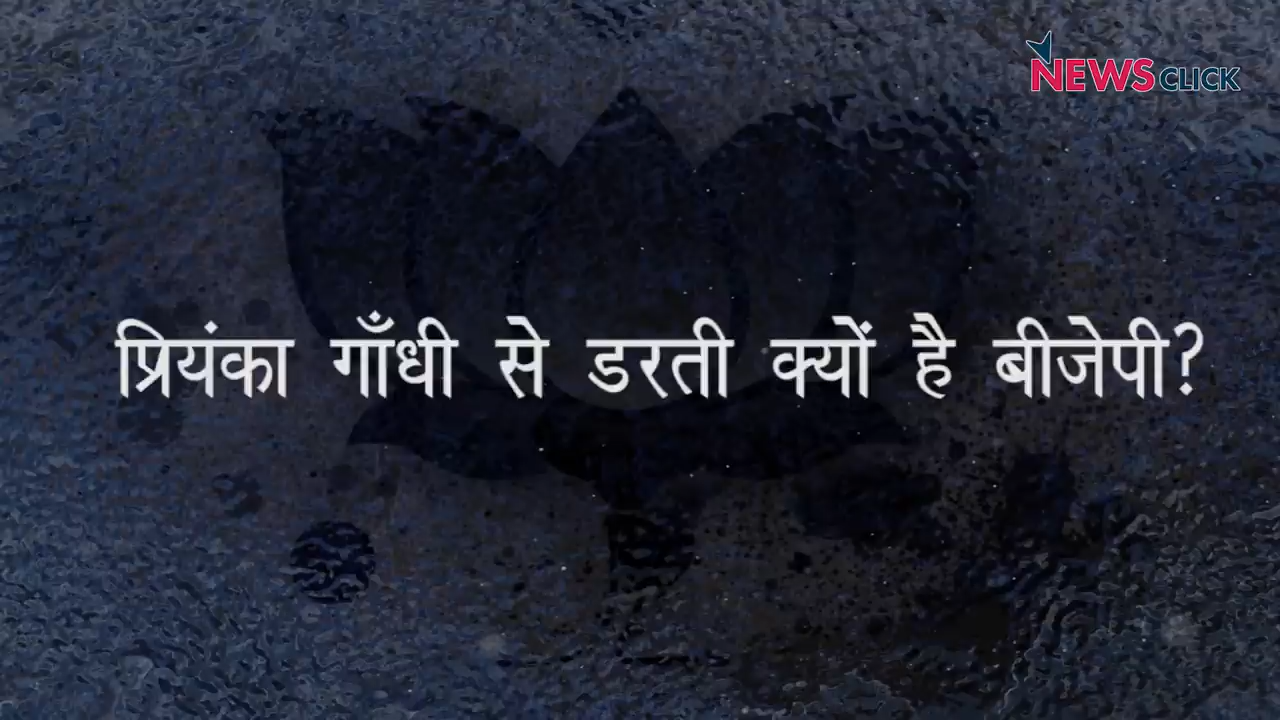 NEWSCLICK
प्रियंका गाँधी से डरती क्यों है बीजेपी?